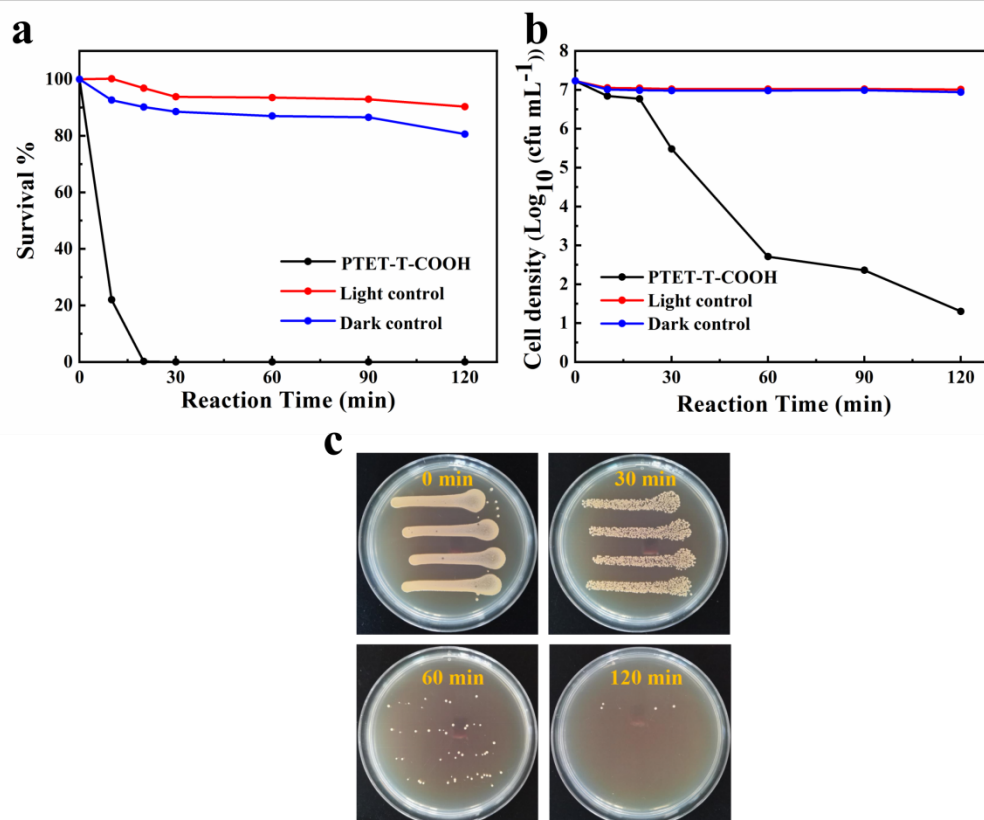 a
100
80
60
40
20
0
Survival %
PTET-T-COOH
Light control
Dark control
0 30 60 90 120
Reaction Time (min)
b
8
7
6
5
4
3
2
1
0
Cell density (Log10 (cfu mL-1))
PTET-T-COOH
Light control
Dark control
0 30 60 90 120
Reaction Time (min)
c
0 min
30 min
60 min
120 min